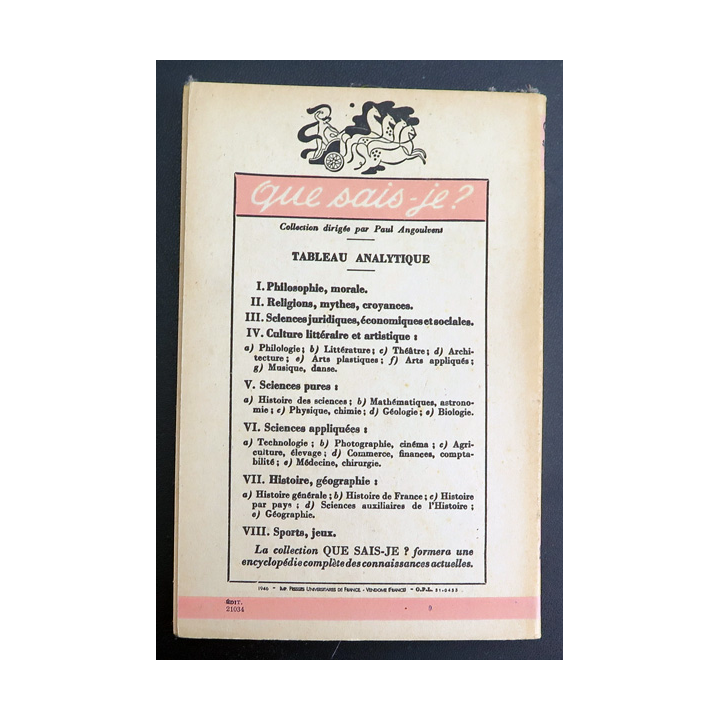 que sais-je?
Collection dirigée par Paul Angoulvent
TABLEAU ANALYTIQUE
I. Philosophie, morale.
II. Religions, mythes, croyances.
III. Sciences juridiques, économiques et sociales.
IV. Culture littéraire et artistique :
a) Philologie ; b) Littérature ; c) Théâtre ; d) Archi-
tecture ; e) Arts plastiques ; f) Arts appliqués ;
g) Musique, danse.
V. Sciences pures :
a) Histoire des sciences ; b) Mathématiques, astrono-
mie ; c) Physique, chimie ; d) Géologie ; e) Biologie.
VI. Sciences appliquées :
a) Technologie ; b) Photographie, cinéma ; c) Agri-
culture, élevage ; d) Commerce, finances, compta-
bilité ; e) Médecine, chirurgie.
VII. Histoire, géographie :
a) Histoire générale ; b) Histoire de France ; c) Histoire
par pays ; d) Sciences auxiliaires de l'Histoire ;
e) Géographie.
VIII. Sports, jeux.
La collection QUE SAIS-JE ? formera une
encyclopédie complète des connaissances actuelles.
1946 - Imp. Presses Universitaires de France. - Vendome (France) - O.P.L. 31-0455
ÉDIT.
21034
9